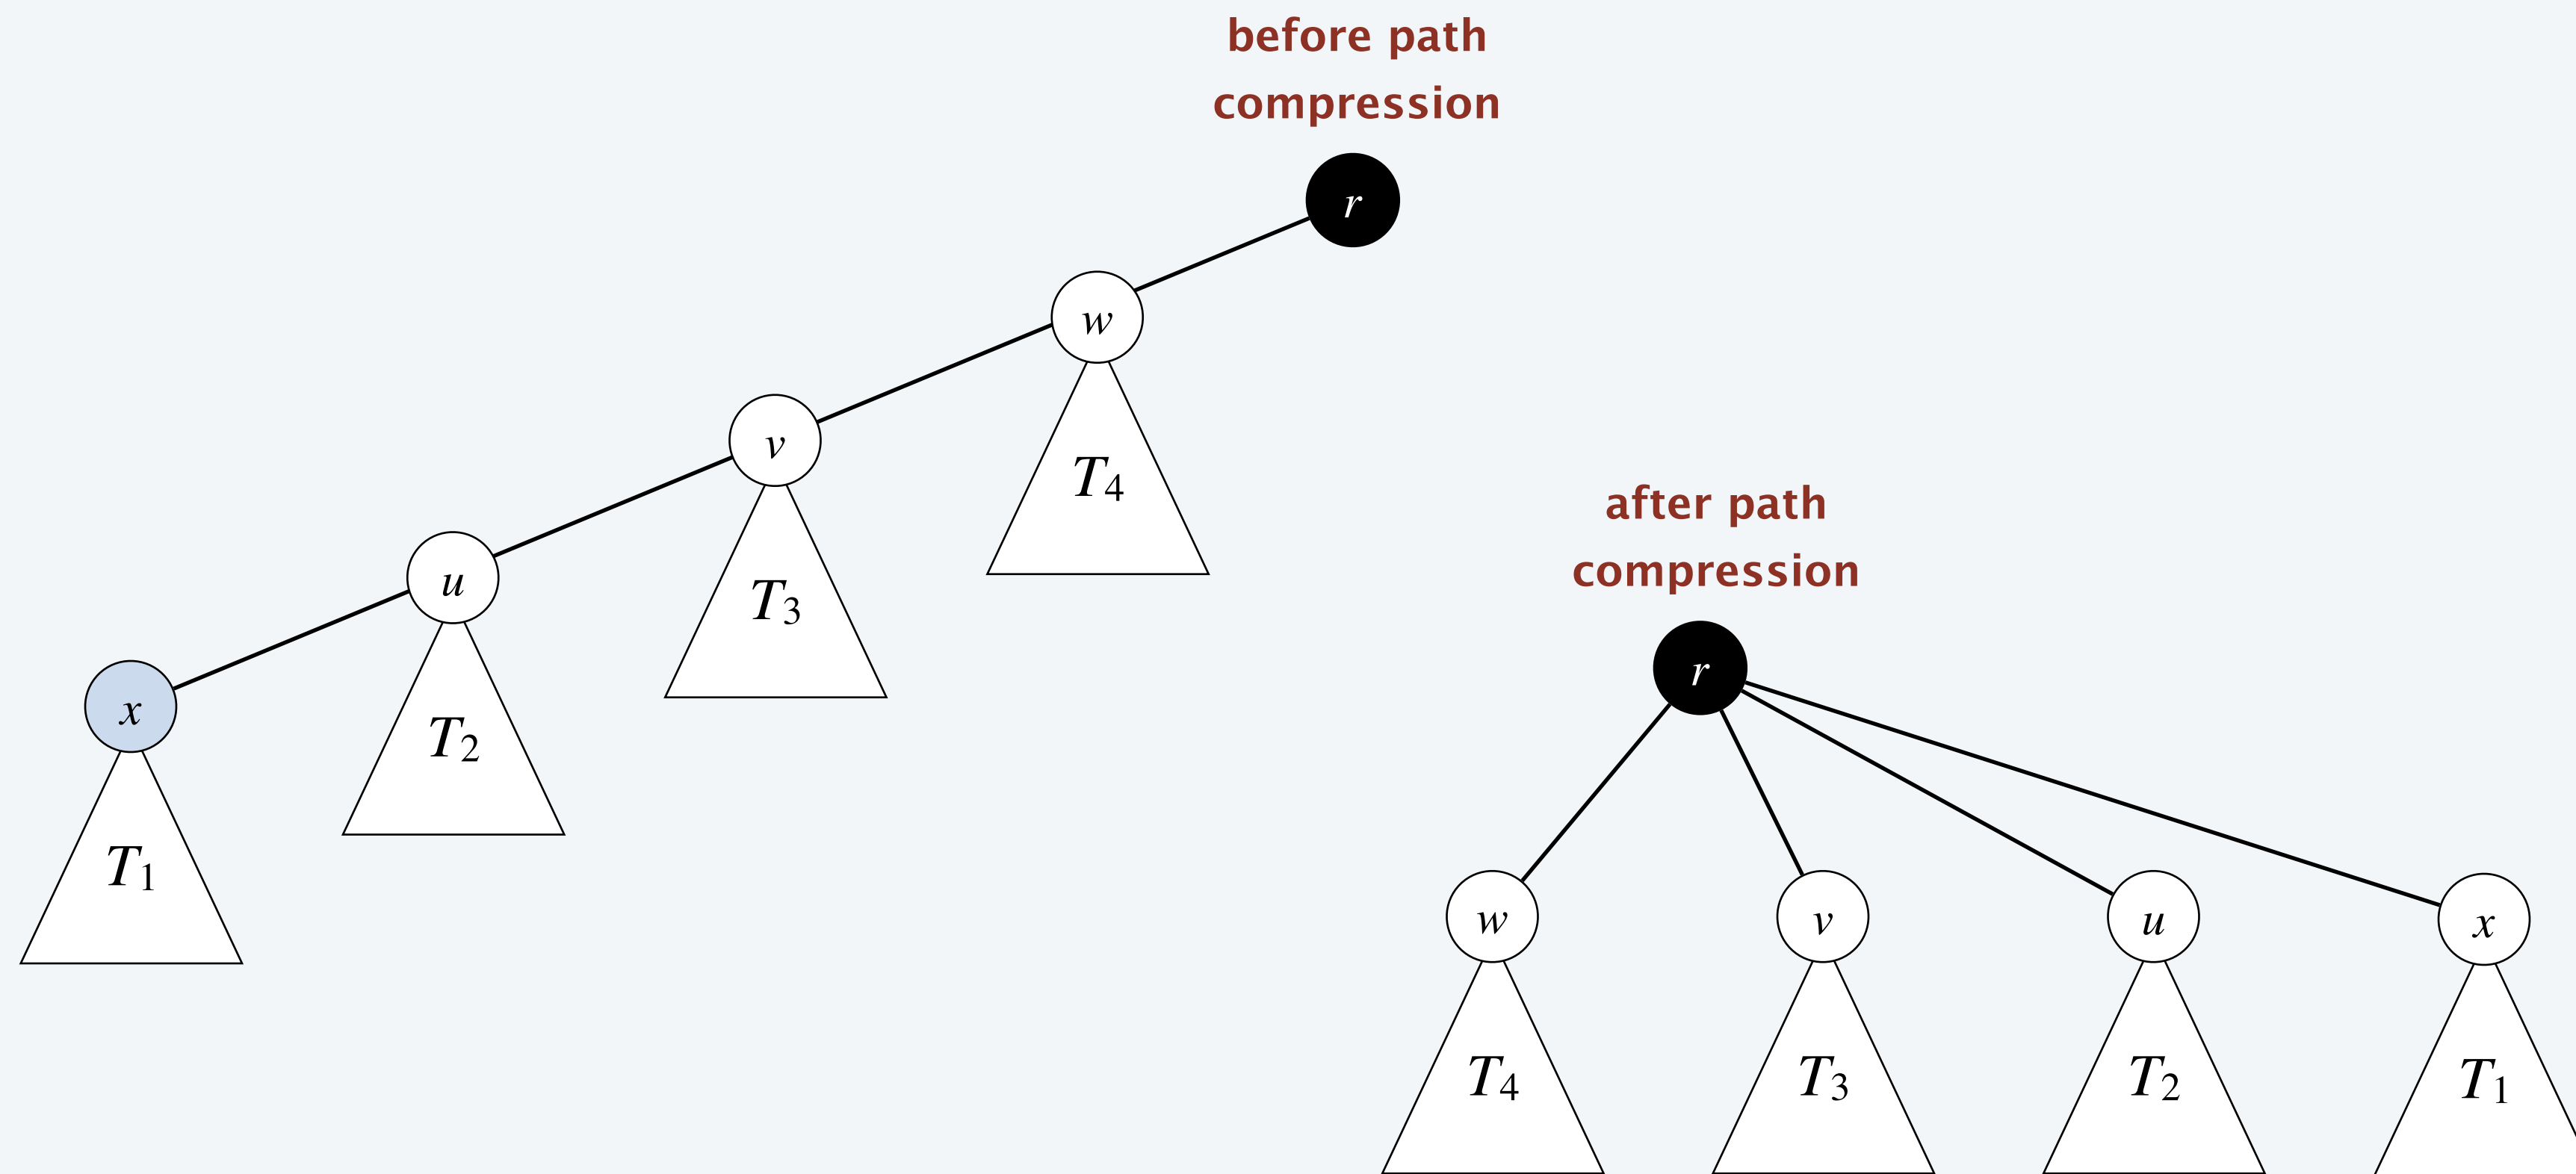 before path
compression
r
w
T4
v
T3
u
T2
x
T1
after path
compression
r
w
v
u
x
T4
T3
T2
T1